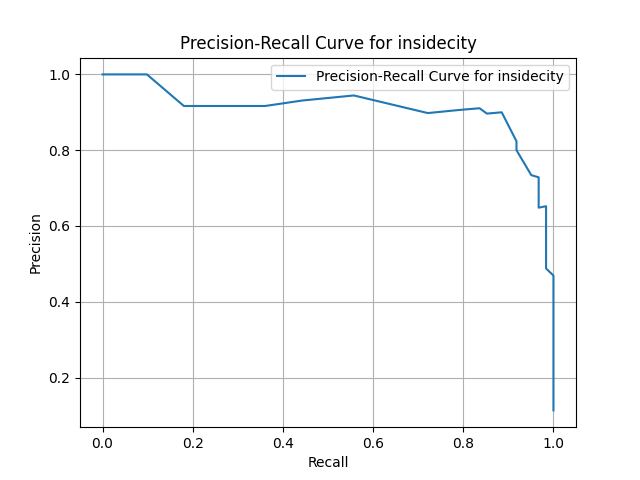 Precision-Recall Curve for insidecity
Precision-Recall Curve for insidecity
1.0
0.8
0.6
0.4
0.2
Precision
0.0 0.2 0.4 0.6 0.8 1.0
Recall